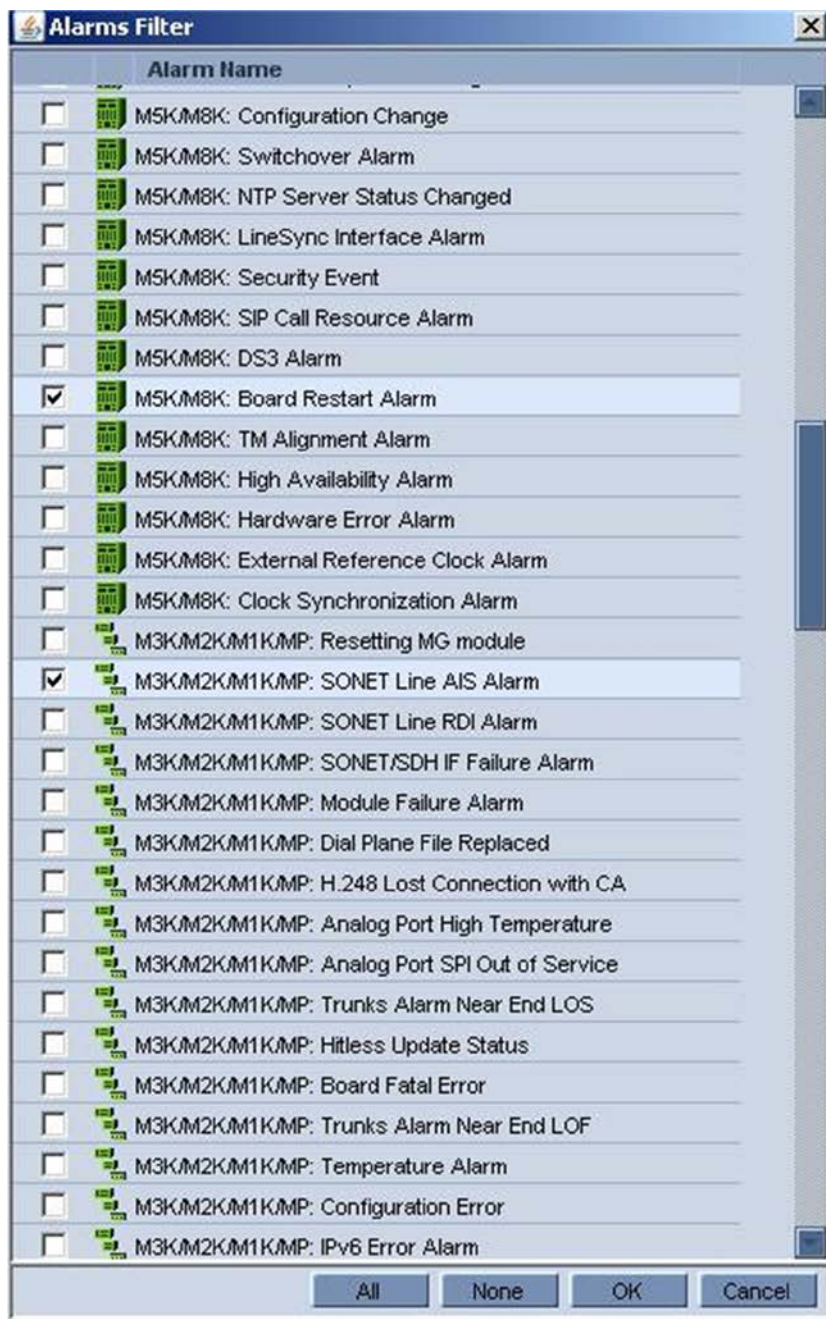 Alarms Filter
Alarm Name
M5K/M8K: Configuration Change
M5K/M8K: Switchover Alarm
M5K/M8K: NTP Server Status Changed
M5K/M8K: LineSync Interface Alarm
M5K/M8K: Security Event
M5K/M8K: SIP Call Resource Alarm
M5K/M8K: DS3 Alarm
M5K/M8K: Board Restart Alarm
M5K/M8K: TM Alignment Alarm
M5K/M8K: High Availability Alarm
M5K/M8K: Hardware Error Alarm
M5K/M8K: External Reference Clock Alarm
M5K/M8K: Clock Synchronization Alarm
M3K/M2K/M1K/MP: Resetting MG module
M3K/M2K/M1K/MP: SONET Line AIS Alarm
M3K/M2K/M1K/MP: SONET Line RDI Alarm
M3K/M2K/M1K/MP: SONET/SDH IF Failure Alarm
M3K/M2K/M1K/MP: Module Failure Alarm
M3K/M2K/M1K/MP: Dial Plane File Replaced
M3K/M2K/M1K/MP: H.248 Lost Connection with CA
M3K/M2K/M1K/MP: Analog Port High Temperature
M3K/M2K/M1K/MP: Analog Port SPI Out of Service
M3K/M2K/M1K/MP: Trunks Alarm Near End LOS
M3K/M2K/M1K/MP: Hitless Update Status
M3K/M2K/M1K/MP: Board Fatal Error
M3K/M2K/M1K/MP: Trunks Alarm Near End LOF
M3K/M2K/M1K/MP: Temperature Alarm
M3K/M2K/M1K/MP: Configuration Error
M3K/M2K/M1K/MP: IPv6 Error Alarm
All None OK Cancel